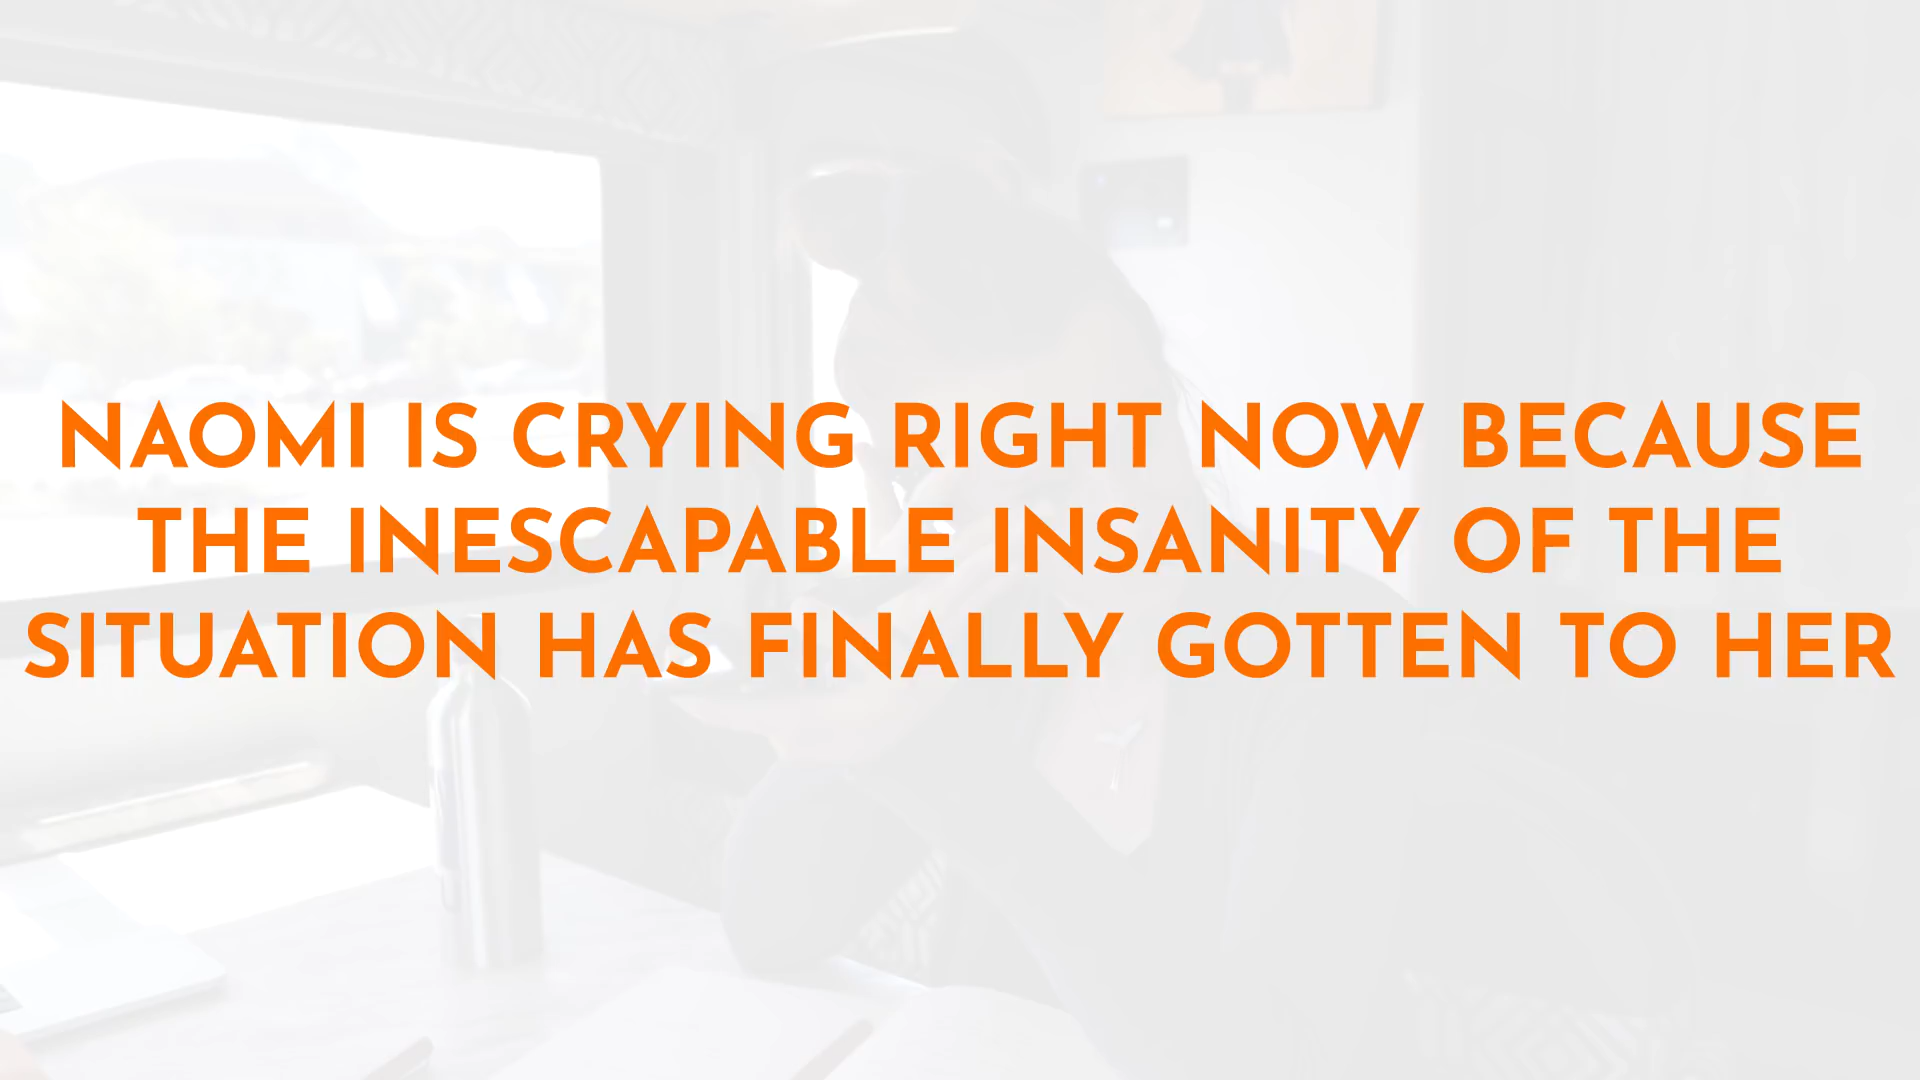 NAOMI IS CRYING RIGHT NOW BECAUSE
THE INESCAPABLE INSANITY OF THE
SITUATION HAS FINALLY GOTTEN TO HER